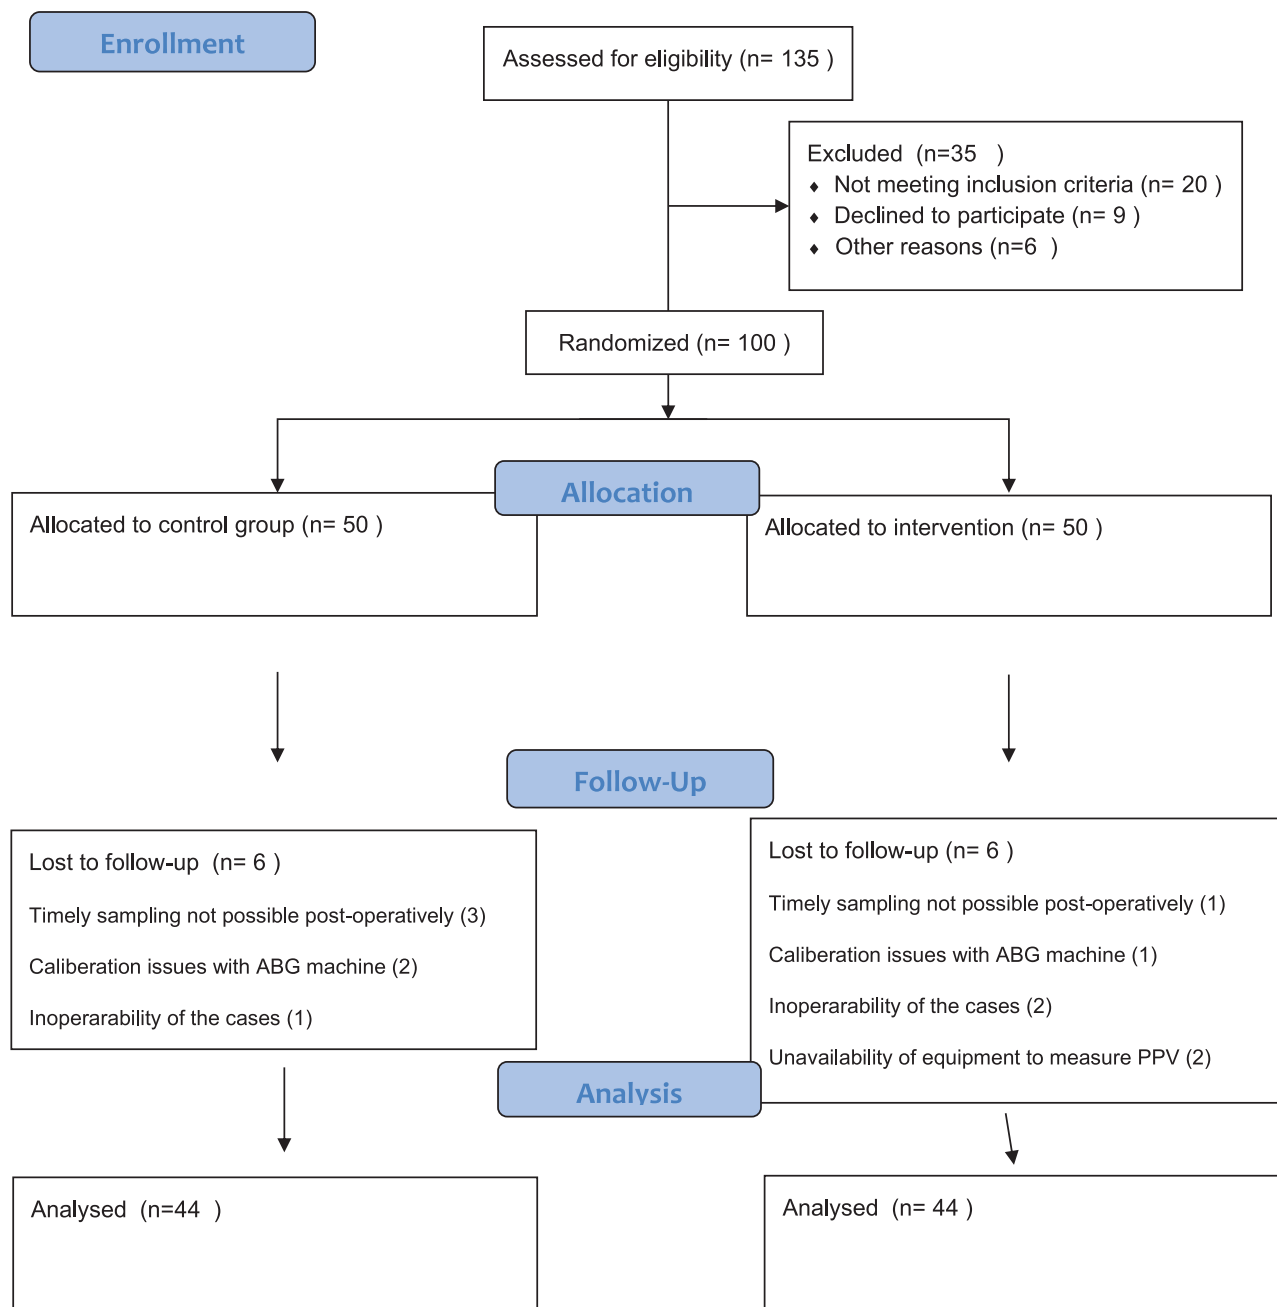 Enrollment
Assessed for eligibility (n= 135 )
Excluded (n=35 )
♦ Not meeting inclusion criteria (n= 20 )
♦ Declined to participate (n= 9 )
♦ Other reasons (n=6 )
Randomized (n= 100 )
Allocation
Allocated to control group (n= 50 )
Allocated to intervention (n= 50 )
Follow-Up
Lost to follow-up (n= 6 )
Timely sampling not possible post-operatively (3)
Caliberation issues with ABG machine (2)
Inoperarability of the cases (1)
Lost to follow-up (n= 6 )
Timely sampling not possible post-operatively (1)
Caliberation issues with ABG machine (1)
Inoperarability of the cases (2)
Unavailability of equipment to measure PPV (2)
Analysis
Analysed (n=44 )
Analysed (n= 44 )